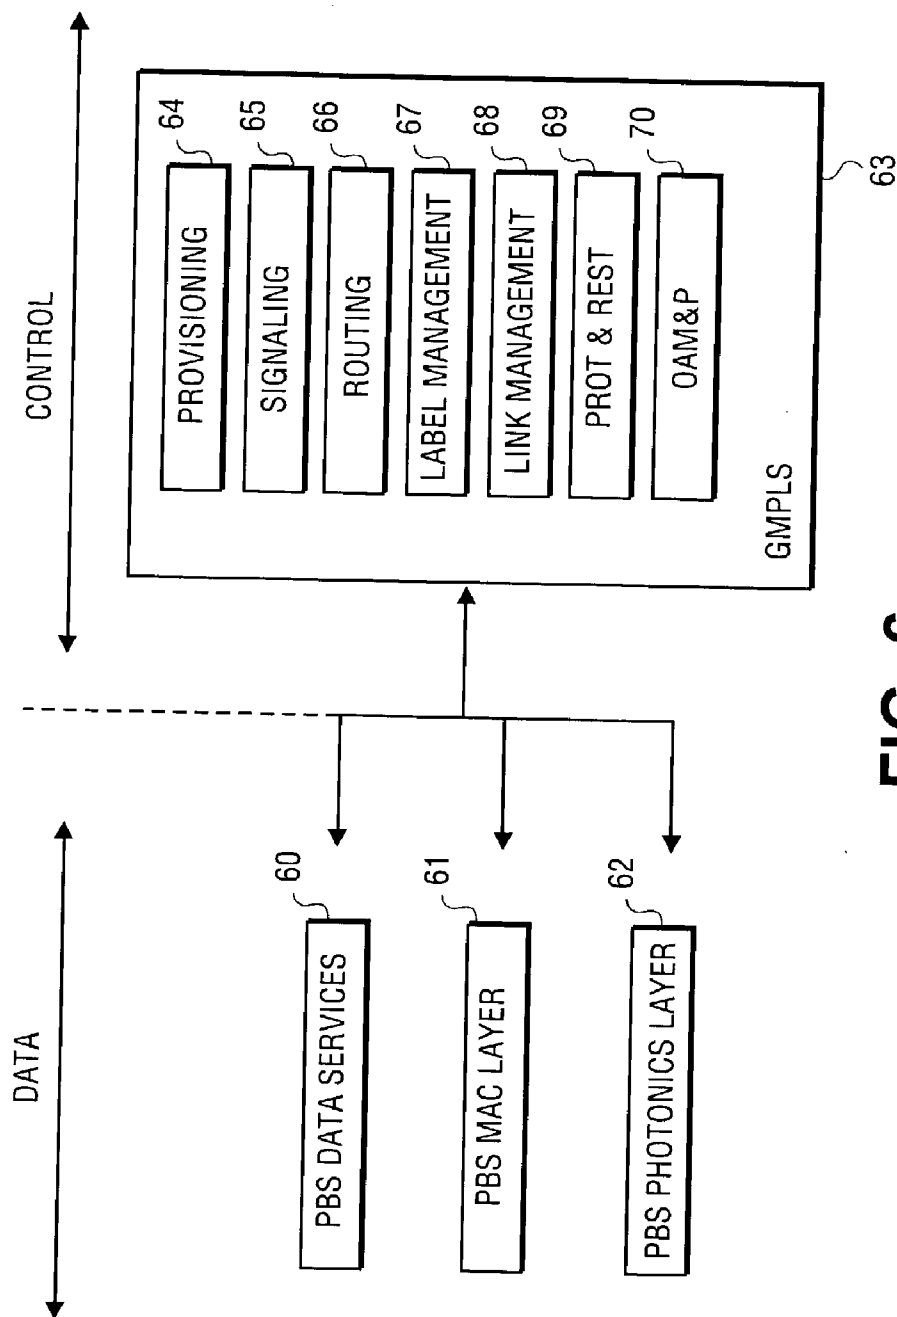 DATA
CONTROL
60
PBS DATA SERVICES
61
PBS MAC LAYER
62
PBS PHOTONICS LAYER
64
PROVISIONING
65
SIGNALING
66
ROUTING
67
LABEL MANAGEMENT
68
LINK MANAGEMENT
69
PROT & REST
70
OAM&P
GMPLS
63